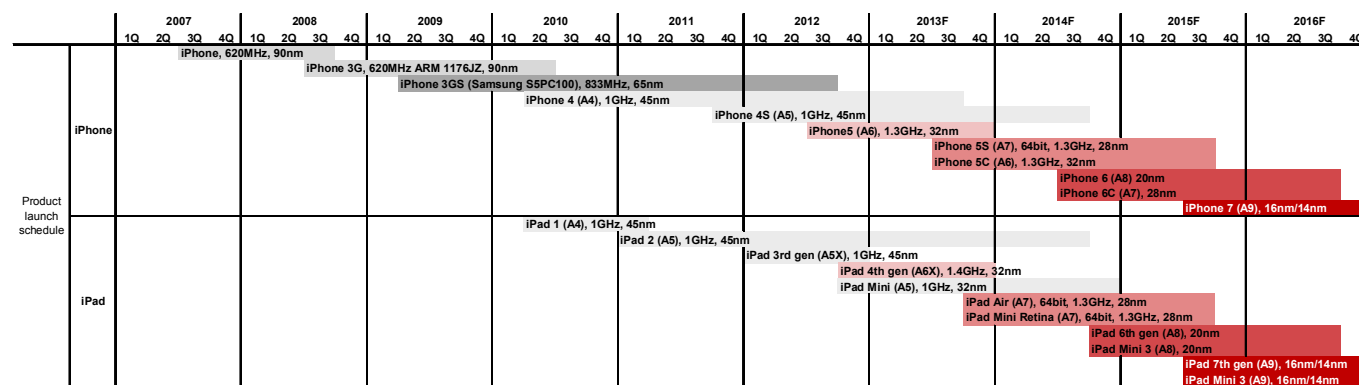 2007 2008 2009 2010 2011 2012 2013F 2014F 2015F 2016F
1Q 2Q 3Q 4Q 1Q 2Q 3Q 4Q 1Q 2Q 3Q 4Q 1Q 2Q 3Q 4Q 1Q 2Q 3Q 4Q 1Q 2Q 3Q 4Q 1Q 2Q 3Q 4Q 1Q 2Q 3Q 4Q 1Q 2Q 3Q 4Q 1Q 2Q 3Q 4Q
Product
launch
schedule
iPhone
iPhone, 620MHz, 90nm
iPhone 3G, 620MHz ARM 1176JZ, 90nm
iPhone 3GS (Samsung S5PC100), 833MHz, 65nm
iPhone 4 (A4), 1GHz, 45nm
iPhone 4S (A5), 1GHz, 45nm
iPhone5 (A6), 1.3GHz, 32nm
iPhone 5S (A7), 64bit, 1.3GHz, 28nm
iPhone 5C (A6), 1.3GHz, 32nm
iPhone 6 (A8) 20nm
iPhone 6C (A7), 28nm
iPhone 7 (A9), 16nm/14nm
iPad
iPad 1 (A4), 1GHz, 45nm
iPad 2 (A5), 1GHz, 45nm
iPad 3rd gen (A5X), 1GHz, 45nm
iPad 4th gen (A6X), 1.4GHz, 32nm
iPad Mini (A5), 1GHz, 32nm
iPad Air (A7), 64bit, 1.3GHz, 28nm
iPad Mini Retina (A7), 64bit, 1.3GHz, 28nm
iPad 6th gen (A8), 20nm
iPad Mini 3 (A8), 20nm
iPad 7th gen (A9), 16nm/14nm
iPad Mini 3 (A9), 16nm/14nm